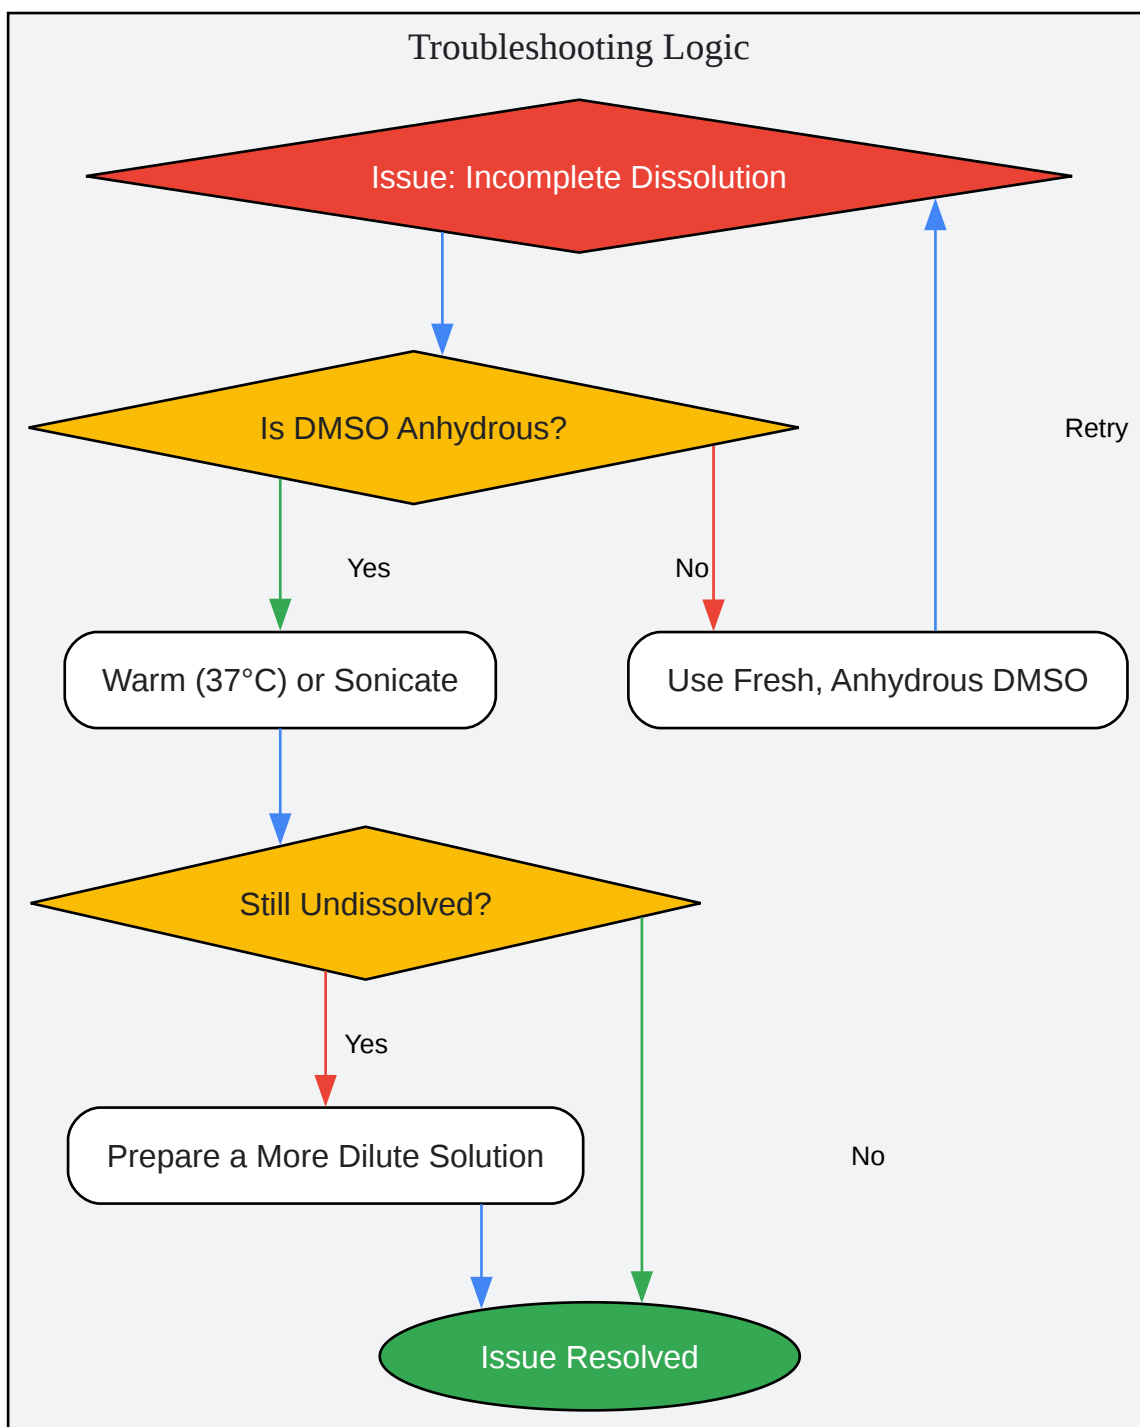 Troubleshooting Logic
Issue: Incomplete Dissolution
Is DMSO Anhydrous?
Retry
Yes
No
Warm (37°C) or Sonicate
Use Fresh, Anhydrous DMSO
Still Undissolved?
Yes
Prepare a More Dilute Solution
No
Issue Resolved